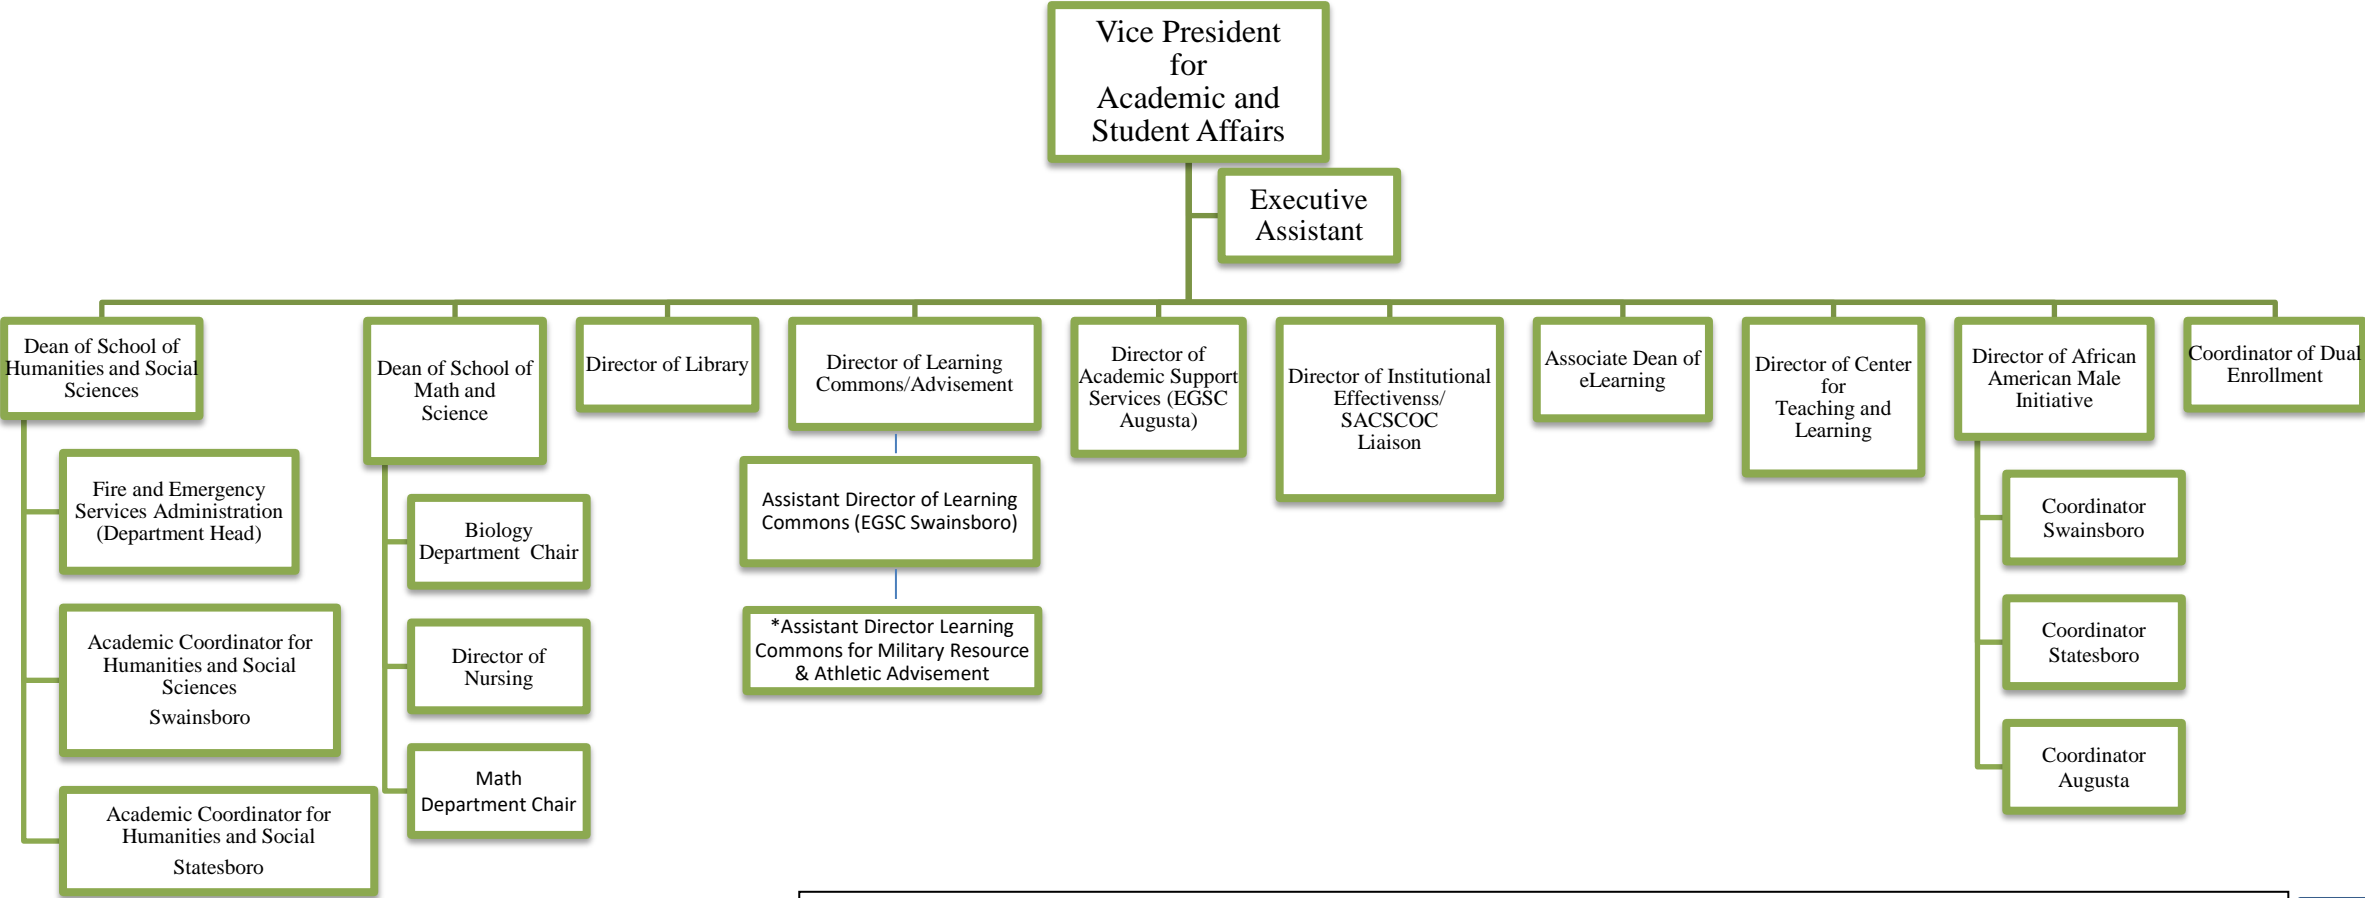 Vice President
for
Academic and
Student Affairs
Executive
Assistant
Dean of School of
Humanities and Social
Sciences
Dean of School of
Math and
Science
Director of Library
Director of Learning
Commons/Advisement
Director of
Academic Support
Services (EGSC
Augusta)
Director of Institutional
Effectivenss/
SACSCOC
Liaison
Associate Dean of
eLearning
Director of Center
for
Teaching and
Learning
Director of African
American Male
Initiative
Coordinator of Dual
Enrollment
Fire and Emergency
Services Administration
(Department Head)
Academic Coordinator for
Humanities and Social
Sciences
Swainsboro
Academic Coordinator for
Humanities and Social
Statesboro
Biology
Department  Chair
Director of
Nursing
Math
Department Chair
Assistant Director of Learning
Commons (EGSC Swainsboro)
*Assistant Director Learning
Commons for Military Resource
& Athletic Advisement
Coordinator
Swainsboro
Coordinator
Statesboro
Coordinator
Augusta